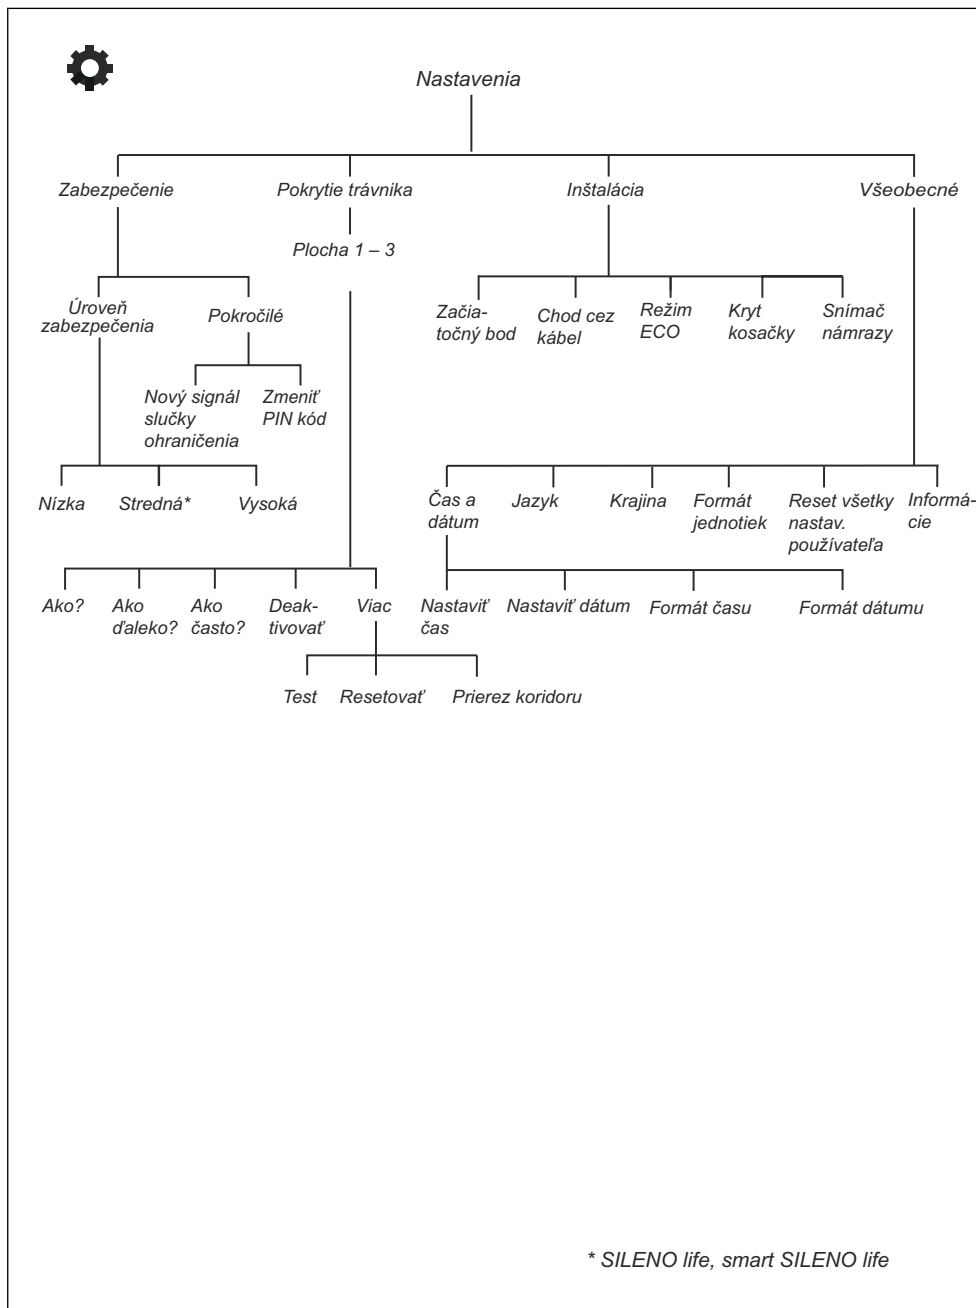 Nastavenia
Zabezpečenie
Pokrytie trávnika
Inštalácia
Všeobecné
Plocha 1 – 3
Úroveň
zabezpečenia
Pokročilé
Začia-
točný bod
Chod cez
kábel
Režim
ECO
Kryt
kosačky
Snímač
námrazy
Nový signál
slučky
ohraničenia
Zmeniť
PIN kód
Nízka
Stredná*
Vysoká
Čas a
dátum
Jazyk
Krajina
Formát
jednotiek
Reset všetky
nastav.
používateľa
Informá-
cie
Ako?
Ako
ďaleko?
Ako
často?
Deak-
tivovať
Viac
Nastaviť
čas
Nastaviť dátum
Formát času
Formát dátumu
Test
Resetovať
Prierez koridoru
* SILENO life, smart SILENO life